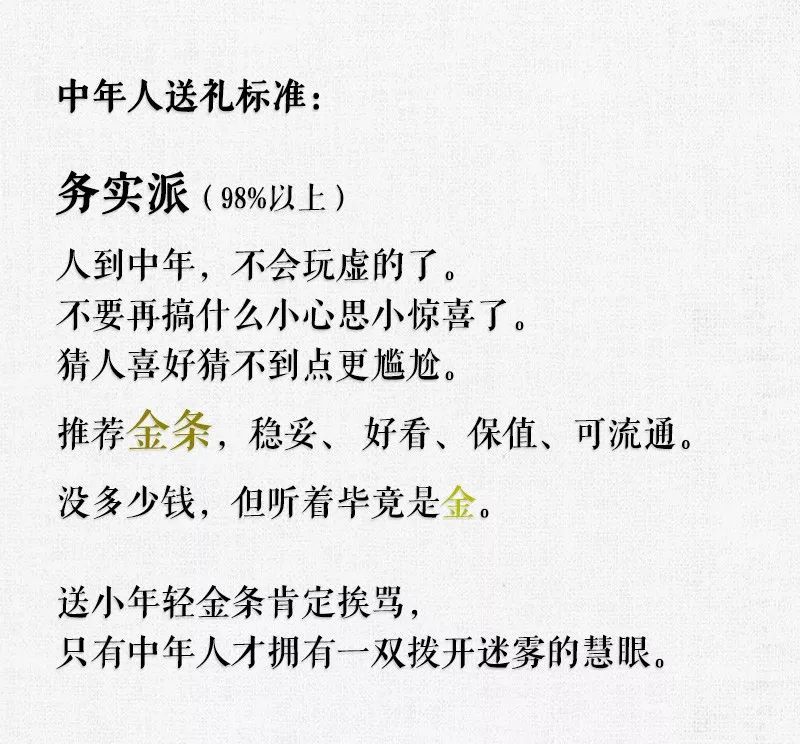 中年人送礼标准：
务实派（98%以上）
人到中年，不会玩虚的了。
不要再搞什么小心思小惊喜了。
猜人喜好猜不到点更尴尬。
推荐金条，稳妥、好看、保值、可流通。
没多少钱，但听着毕竟是金。
送小年轻金条肯定挨骂，
只有中年人才拥有一双拨开迷雾的慧眼。